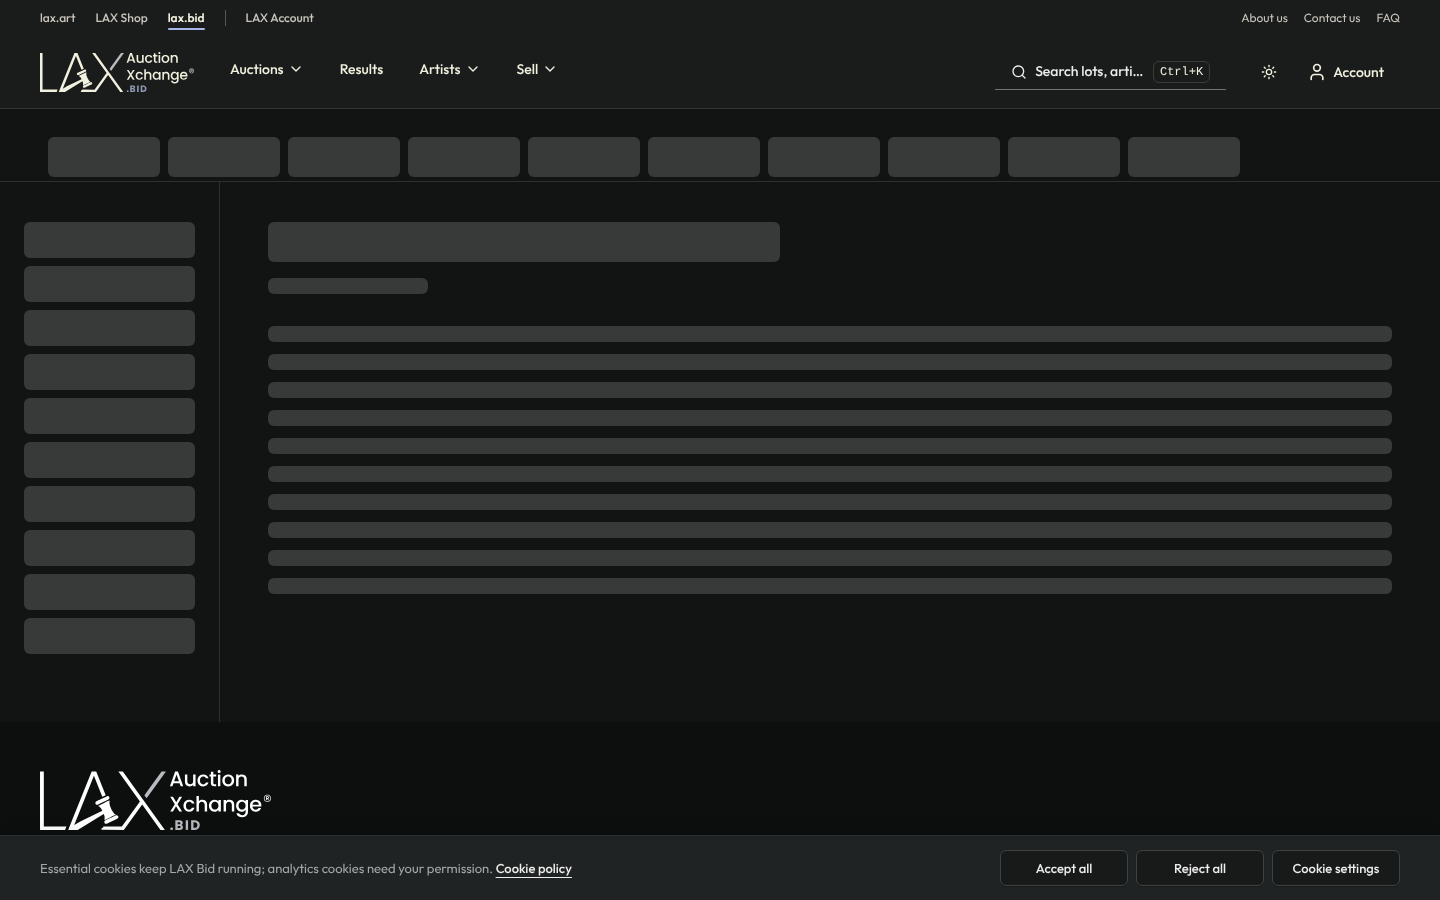 lax.art LAX Shop lax.bid LAX Account About us Contact us FAQ
LAX Auction Xchange® .BID Auctions Results Artists Sell Search lots, arti... Ctrl+K Account
LAX Auction
Xchange®
.BID
Essential cookies keep LAX Bid running; analytics cookies need your permission. Cookie policy Accept all Reject all Cookie settings